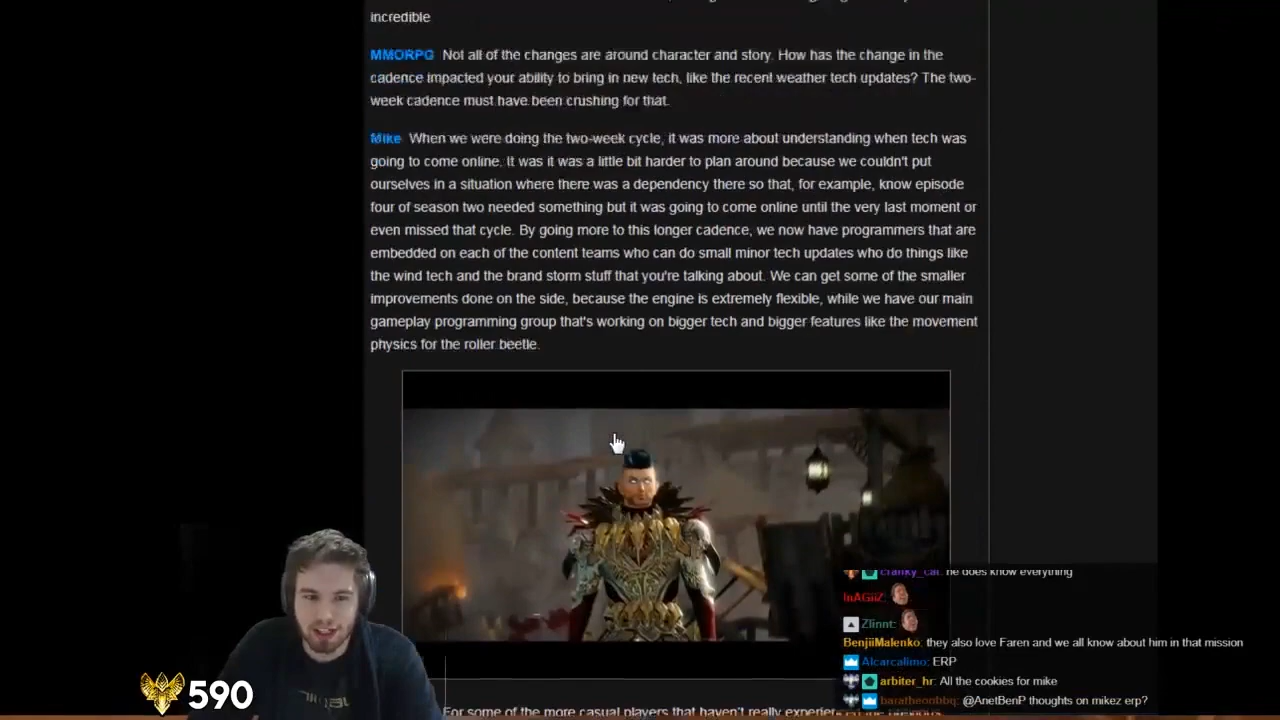 incredible
MMORPG Not all of the changes are around character and story. How has the change in the
cadence impacted your ability to bring in new tech, like the recent weather tech updates? The two-
week cadence must have been crushing for that.
Mike When we were doing the two-week cycle, it was more about understanding when tech was
going to come online. It was it was a little bit harder to plan around because we couldn't put
ourselves in a situation where there was a dependency there so that, for example, know episode
four of season two needed something but it was going to come online until the very last moment or
even missed that cycle. By going more to this longer cadence, we now have programmers that are
embedded on each of the content teams who can do small minor tech updates who do things like
the wind tech and the brand storm stuff that you're talking about. We can get some of the smaller
improvements done on the side, because the engine is extremely flexible, while we have our main
gameplay programming group that's working on bigger tech and bigger features like the movement
physics for the roller beetle.
cranky_cat: he does know everything
InAGiiZ:
Zlinnt:
BenjiiMalenko: they also love Faren and we all know about him in that mission
Alcarcalimo: ERP
arbiter_hr: All the cookies for mike
baratheonbbq: @AnetBenP thoughts on mikez erp?
590
For some of the more casual players that haven't really experienced the previous